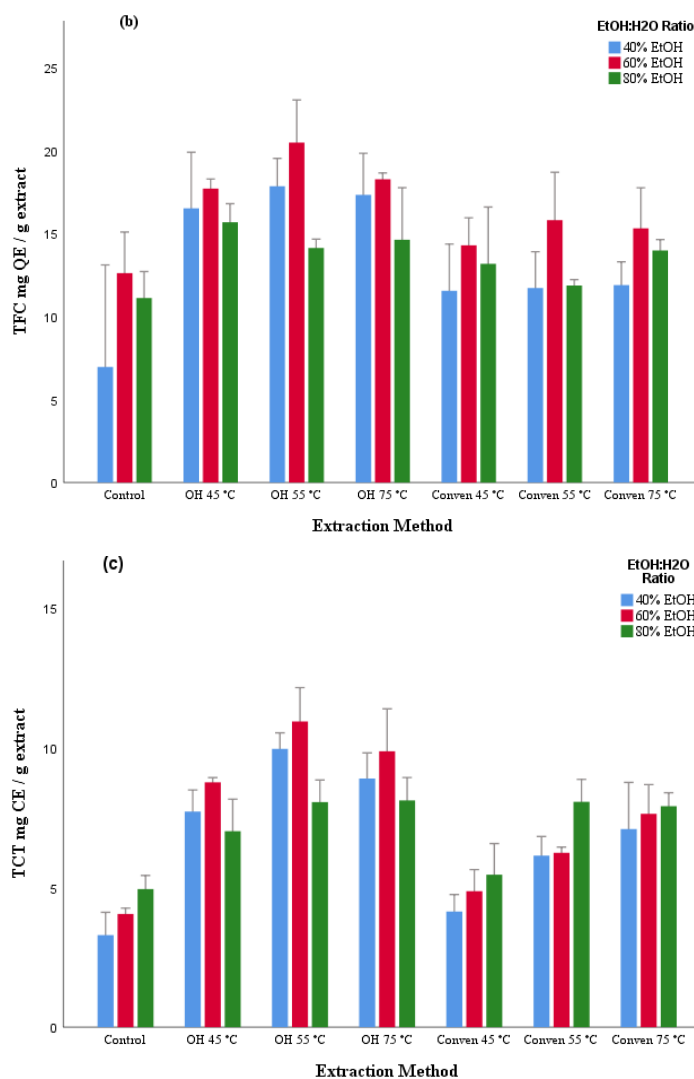 (b)
EtOH:H2O Ratio
40% EtOH
60% EtOH
80% EtOH
TFC mg QE / g extract
25
20
15
10
5
0
Control OH 45 °C OH 55 °C OH 75 °C Conven 45 °C Conven 55 °C Conven 75 °C
Extraction Method
(c)
EtOH:H2O
Ratio
40% EtOH
60% EtOH
80% EtOH
TCT mg CE / g extract
15
10
5
0
Control OH 45 °C OH 55 °C OH 75 °C Conven 45 °C Conven 55 °C Conven 75 °C
Extraction Method